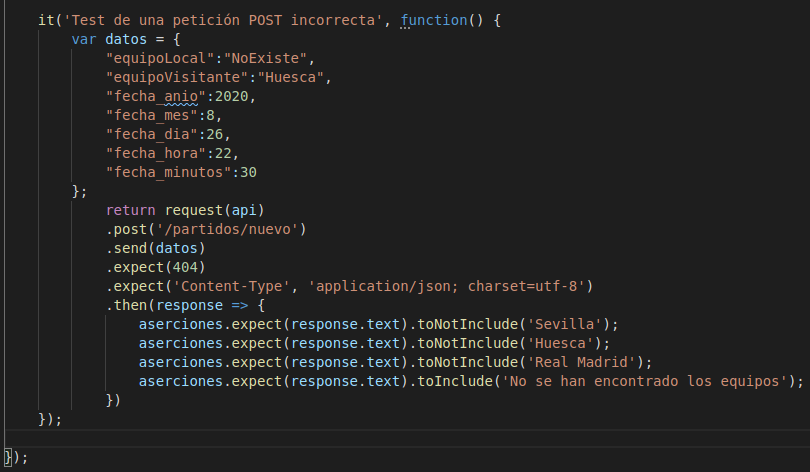 it('Test de una petición POST incorrecta', function() {
var datos = {
"equipoLocal":"NoExiste",
"equipoVisitante":"Huesca",
"fecha_anio":2020,
"fecha_mes":8,
"fecha_dia":26,
"fecha_hora":22,
"fecha_minutos":30
};
return request(api)
.post('/partidos/nuevo')
.send(datos)
.expect(404)
.expect('Content-Type', 'application/json; charset=utf-8')
.then(response => {
aserciones.expect(response.text).toNotInclude('Sevilla');
aserciones.expect(response.text).toNotInclude('Huesca');
aserciones.expect(response.text).toNotInclude('Real Madrid');
aserciones.expect(response.text).toInclude('No se han encontrado los equipos');
})
});
});